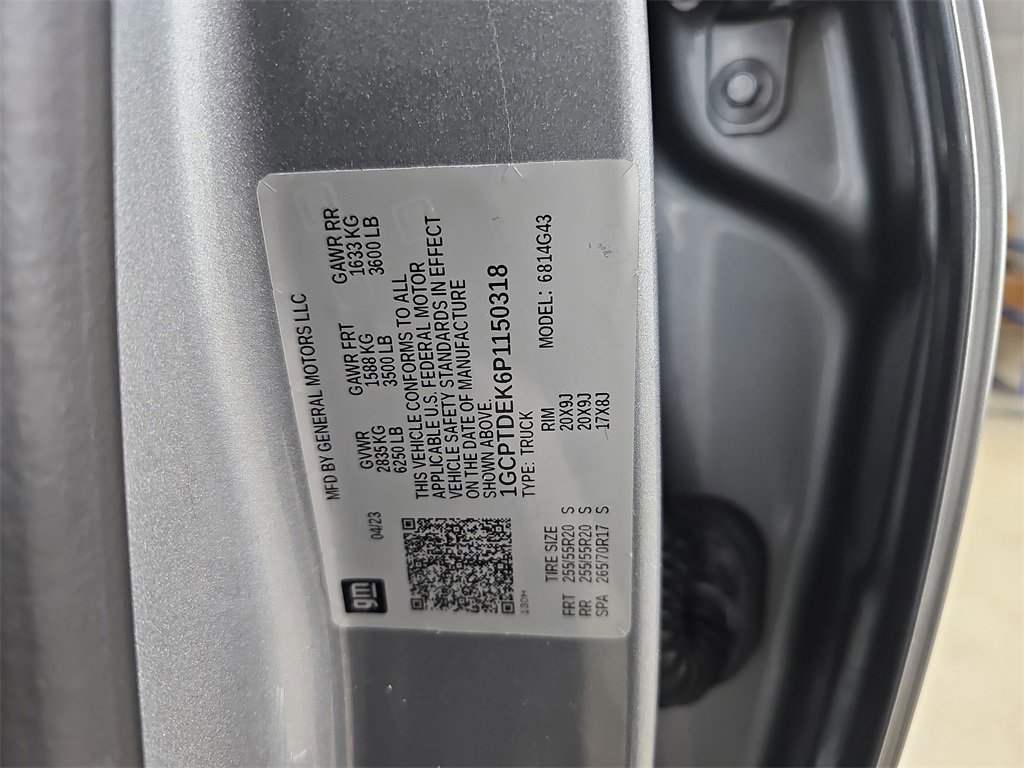 gm
MFD BY GENERAL MOTORS LLC
04/23
GVWR GAWR FRT GAWR RR
2835KG 1588 KG 1633 KG
6250 LB 3500 LB 3600 LB
THIS VEHICLE CONFORMS TO ALL
APPLICABLE U.S. FEDERAL MOTOR
VEHICLE SAFETY STANDARDS IN EFFECT
ON THE DATE OF MANUFACTURE
SHOWN ABOVE.
1GCPTDEK6P1150318
TYPE: TRUCK MODEL: 6814G43
TIRE SIZE RIM
FRT 255/55R20 S 20X9J
RR 255/55R20 S 20X9J
SPA 265/70R17 S 17X8J